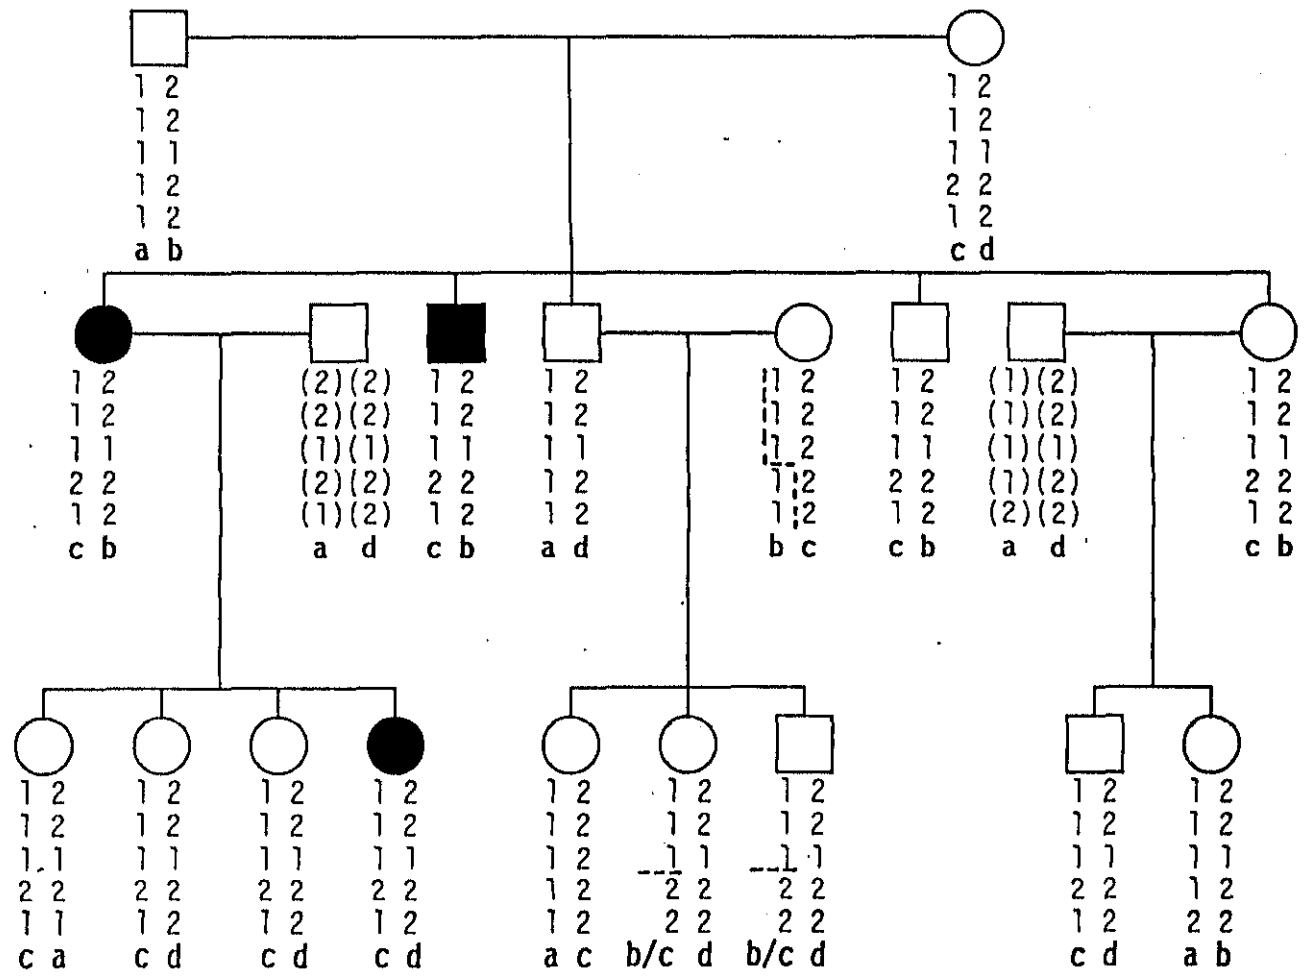 1 2 1 2
1 2 1 2
1 1 1 1
1 2 2 2
1 2 1 2
a b c d
1 2 (2)(2) 1 2 1 2 1 2 1 2 (1)(2) 1 2
1 2 (2)(2) 1 2 1 2 1 2 1 2 (1)(2) 1 2
1 1 (1)(1) 1 1 1 1 1 2 1 1 (1)(1) 1 1
2 2 (2)(2) 2 2 1 2 1 2 2 2 (1)(2) 2 2
1 2 (1)(2) 1 2 1 2 1 2 1 2 (2)(2) 1 2
c b a d c b a d b c c b a d c b
1 2 1 2 1 2 1 2 1 2 1 2 1 2 1 2 1 2
1 2 1 2 1 2 1 2 1 2 1 2 1 2 1 2 1 2
1 1 1 1 1 1 1 1 1 2 1 1 1 1 1 1 1 1
2 2 2 2 2 2 2 2 1 2 2 2 2 2 2 2 1 2
1 1 1 2 1 2 1 2 1 2 2 2 2 2 1 2 2 2
c a c d c d c d a c b/c d b/c d c d a b